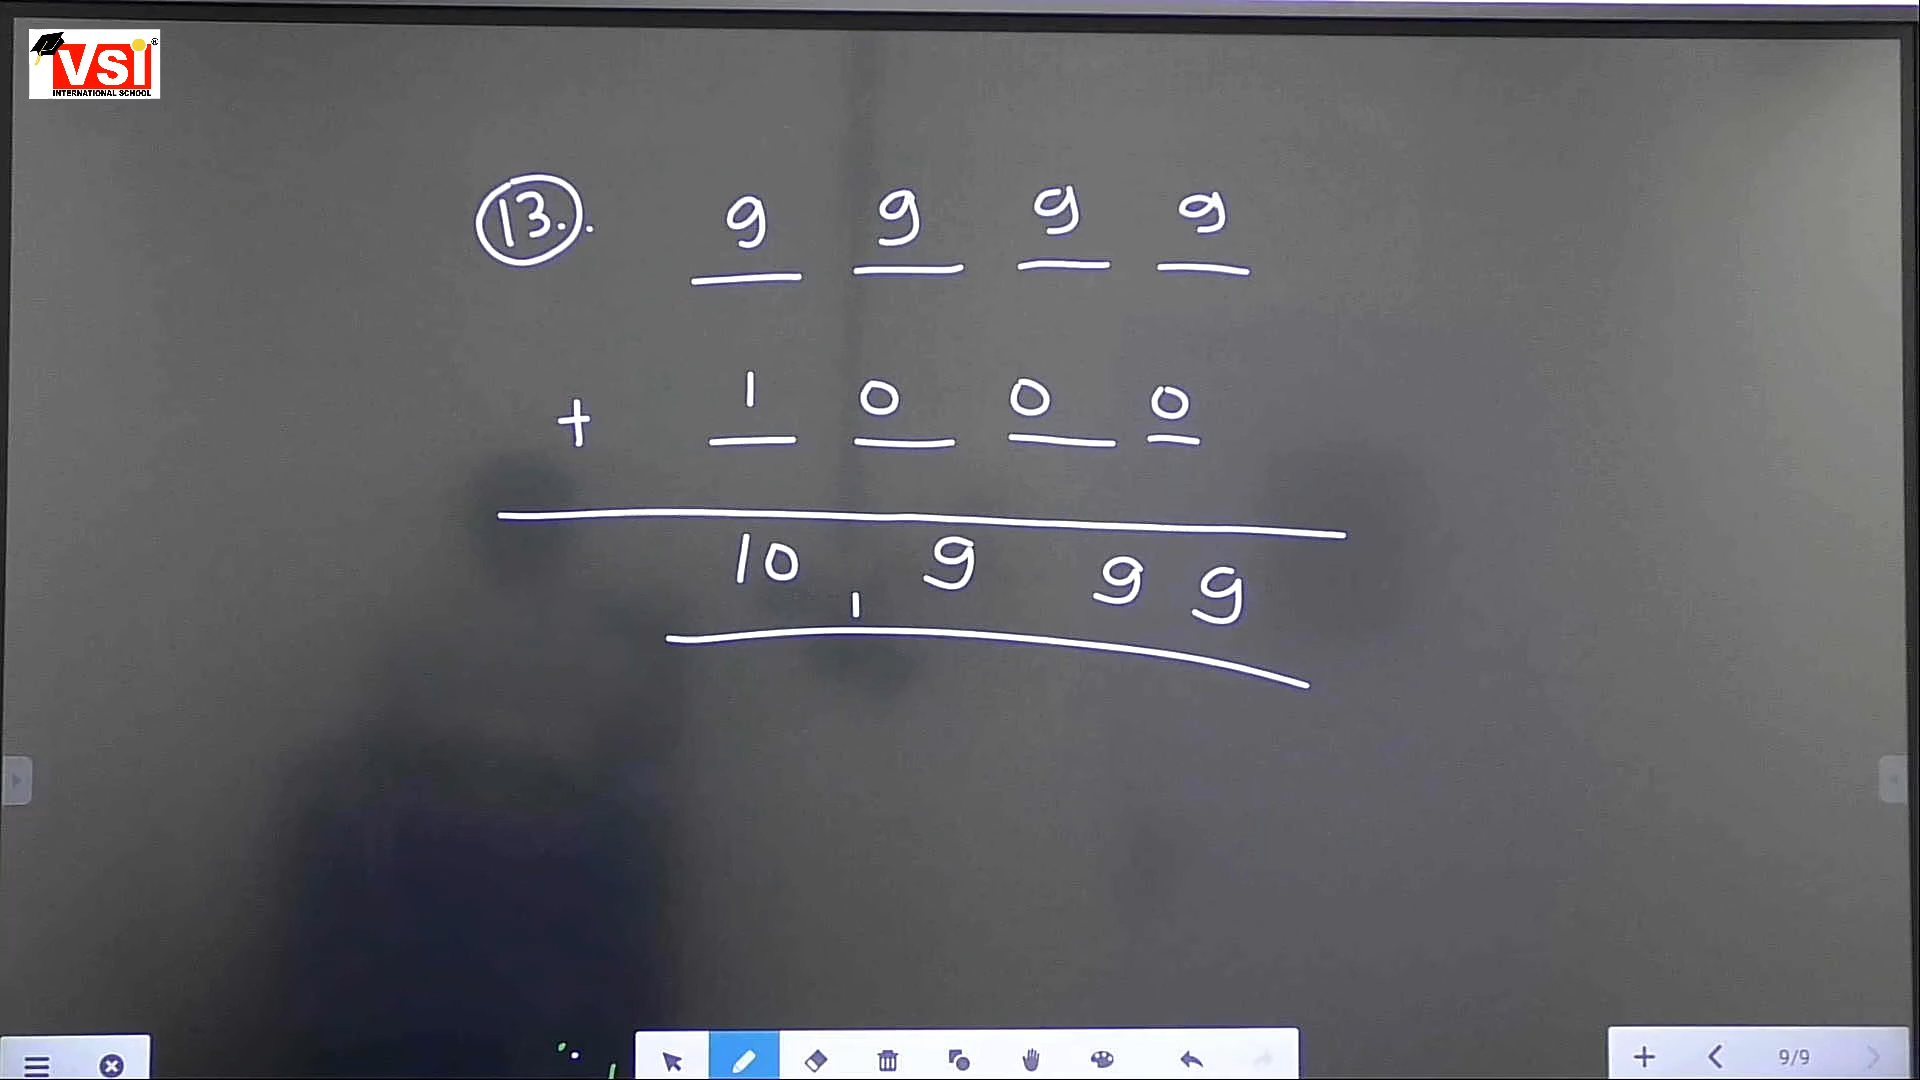 VSI
INTERNATIONAL SCHOOL
13. 9 9 9 9
+ 1 0 0 0
10, 9 9 9
9/9